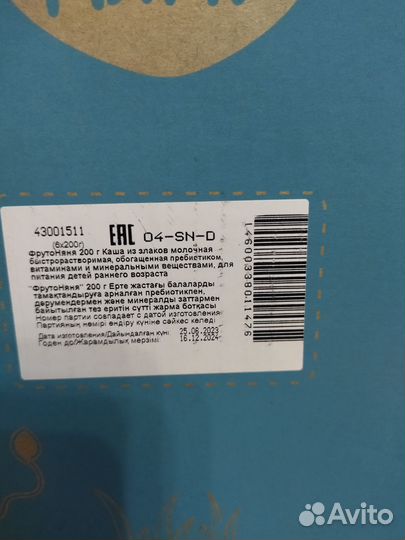 43001511
(6х200г)
EAC 04-SN-D
ФрутоНяня 200 г Каша из злаков молочная
быстрорастворимая, обогащенная пребиотиком,
витаминами и минеральными веществами, для
питания детей раннего возраста
"ФрутоНяня" 200 г Ерте жастағы балаларды
тамақтандыруға арналған пребиотикпен,
дәрумендермен және минералды заттармен
байытылған тез еритін сүтті жарма ботқасы
Номер партии совпадает с датой изготовления/
Партияның нөмірі өндіру күніне сәйкес келеді
Дата изготовления/Дайындалған күні: 25.08.2023
Годен до/Жарамдылық мерзімі: 16.12.2024
14600338011476
Avito